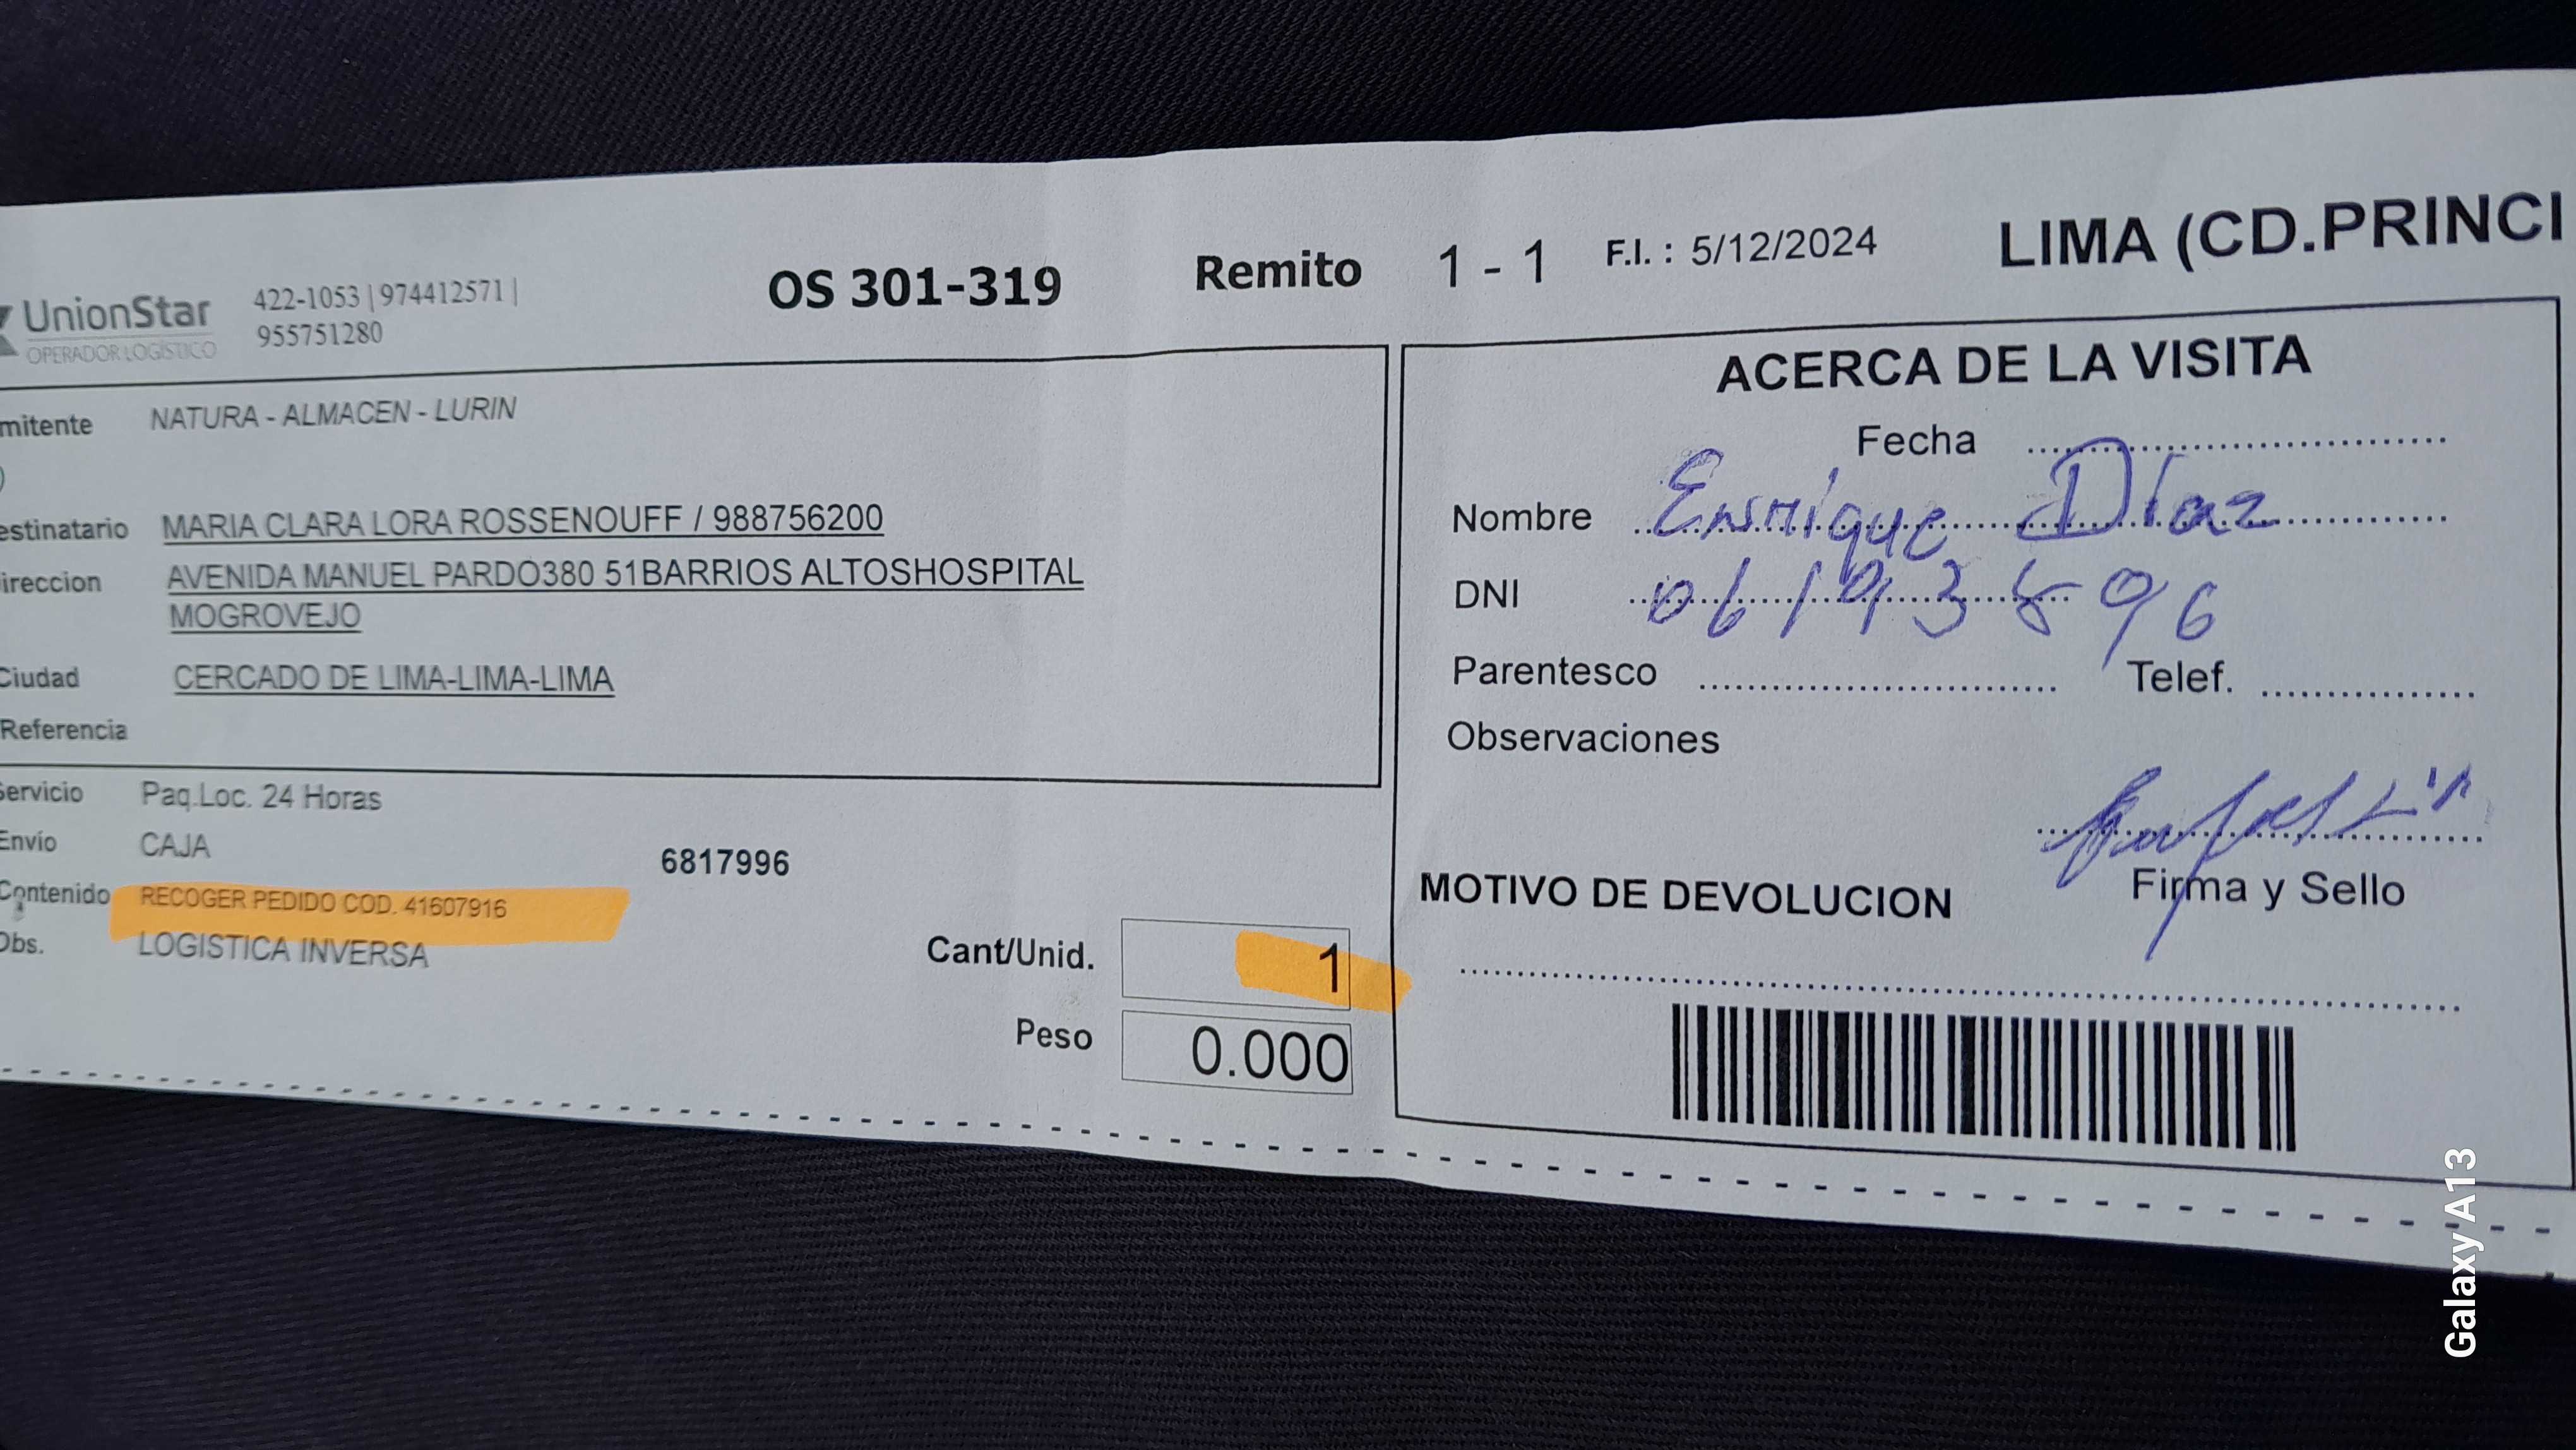 OS 301-319 Remito 1 - 1 F.I. : 5/12/2024 LIMA (CD.PRINCI
UnionStar
OPERADOR LOGÍSTICO
422-1053 | 974412571 |
955751280
mitente NATURA - ALMACEN - LURIN
estinatario MARIA CLARA LORA ROSSENOUFF / 988756200
ireccion AVENIDA MANUEL PARDO380 51BARRIOS ALTOSHOSPITAL
MOGROVEJO
Ciudad CERCADO DE LIMA-LIMA-LIMA
Referencia
Servicio Paq.Loc. 24 Horas
Envío CAJA
6817996
Contenido RECOGER PEDIDO COD. 41607916
Obs. LOGISTICA INVERSA
Cant/Unid. 1
Peso 0.000
ACERCA DE LA VISITA
Fecha
Nombre Enrique Díaz
DNI 06193896
Parentesco Telef.
Observaciones
Firma y Sello
MOTIVO DE DEVOLUCION
Galaxy A13